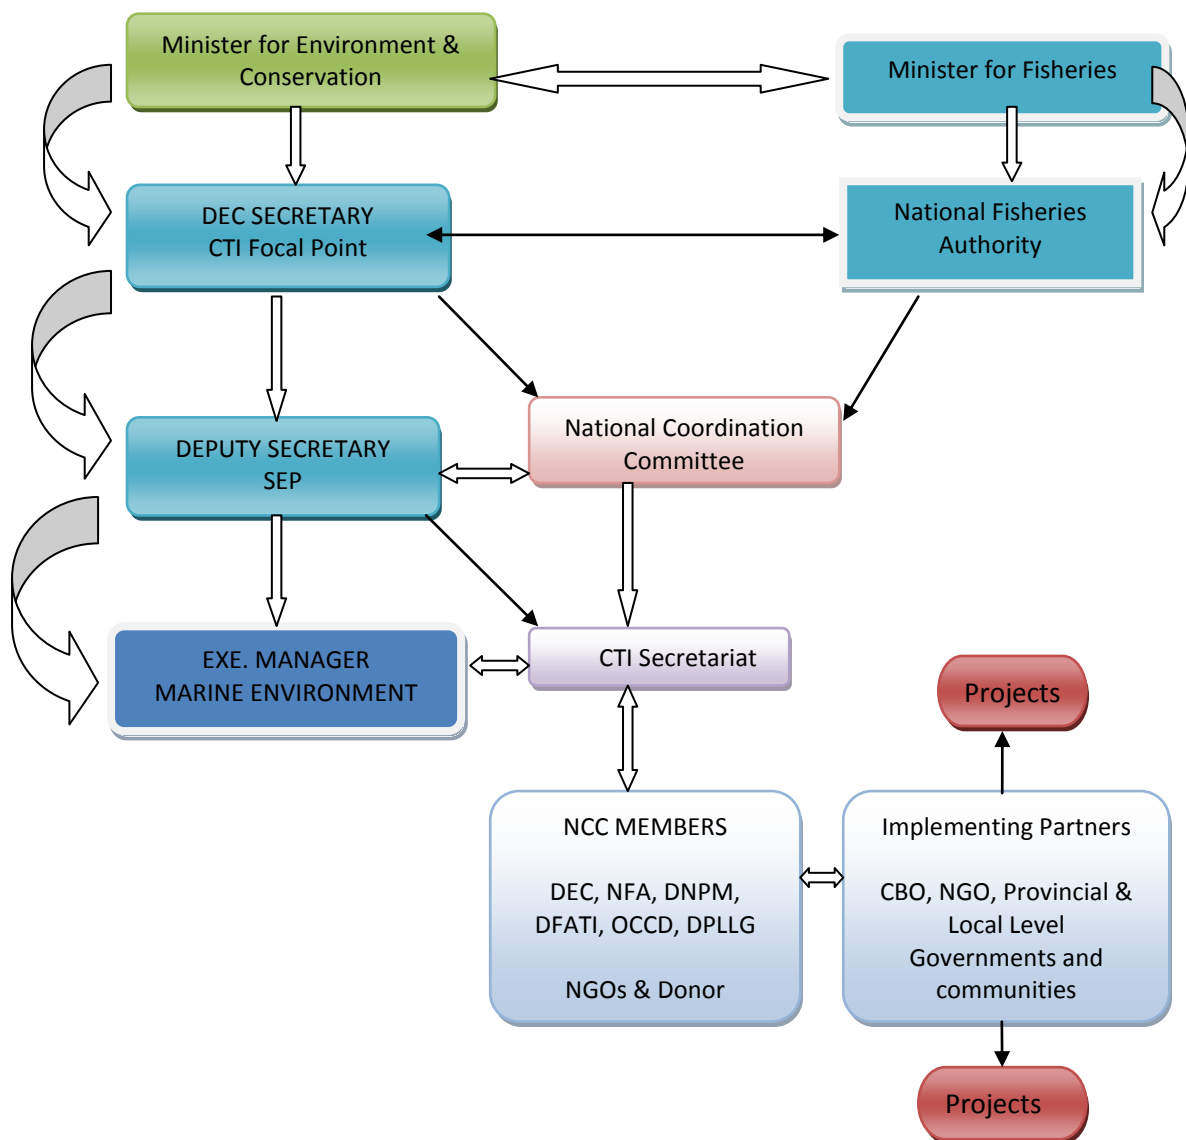 Minister for Environment &
Conservation
Minister for Fisheries
DEC SECRETARY
CTI Focal Point
National Fisheries
Authority
DEPUTY SECRETARY
SEP
National Coordination
Committee
EXE. MANAGER
MARINE ENVIRONMENT
CTI Secretariat
Projects
NCC MEMBERS
DEC, NFA, DNPM,
DFATI, OCCD, DPLLG
NGOs & Donor
Implementing Partners
CBO, NGO, Provincial &
Local Level
Governments and
communities
Projects